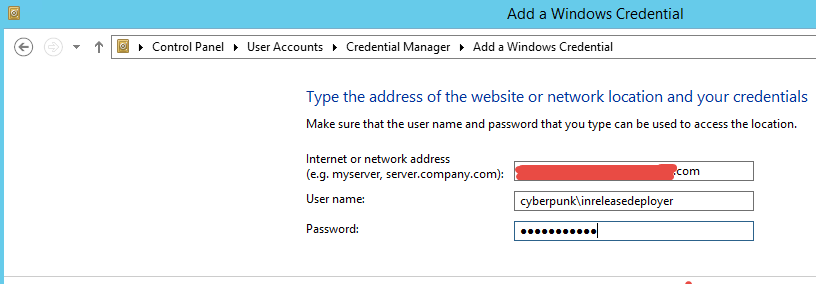 Add a Windows Credential
Control Panel User Accounts Credential Manager Add a Windows Credential
Type the address of the website or network location and your credentials
Make sure that the user name and password that you type can be used to access the location.
Internet or network address
(e.g. myserver, server.company.com): .com
User name: cyberpunk\inreleasedeployer
Password: •••••••••••